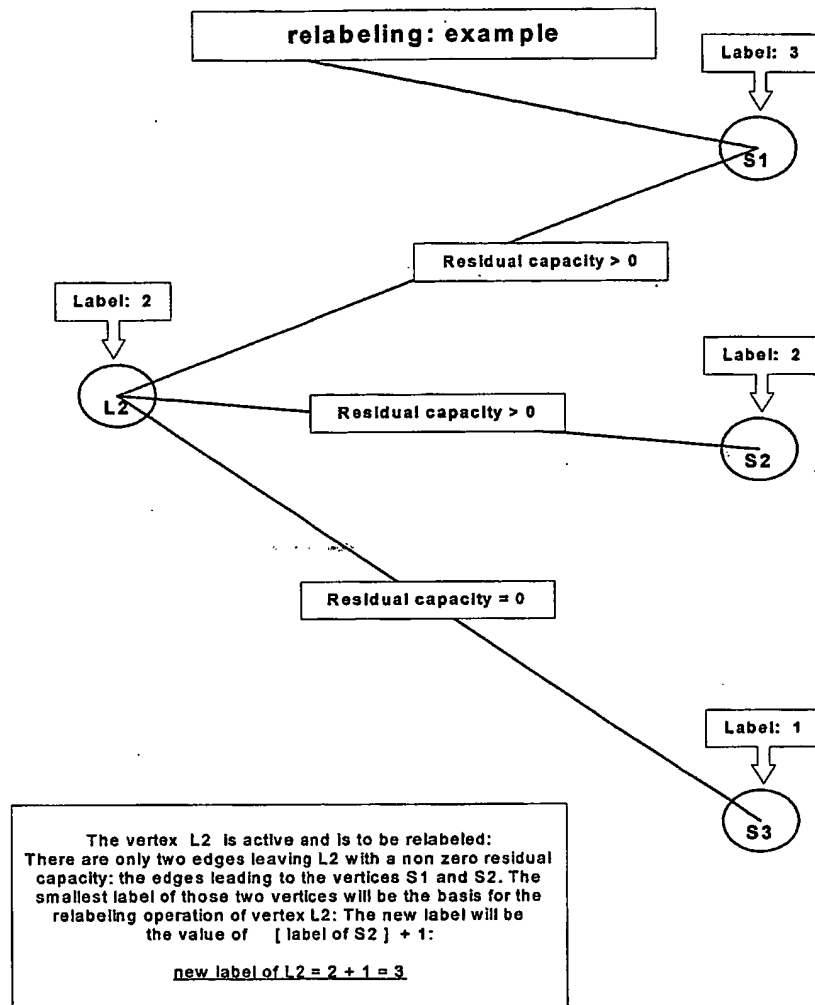 relabeling: example
Label: 3
S1
Residual capacity > 0
Label: 2
L2
Label: 2
Residual capacity > 0
S2
Residual capacity = 0
Label: 1
S3
The vertex L2 is active and is to be relabeled:
There are only two edges leaving L2 with a non zero residual
capacity: the edges leading to the vertices S1 and S2. The
smallest label of those two vertices will be the basis for the
relabeling operation of vertex L2: The new label will be
the value of [ label of S2 ] + 1:
new label of L2 = 2 + 1 = 3